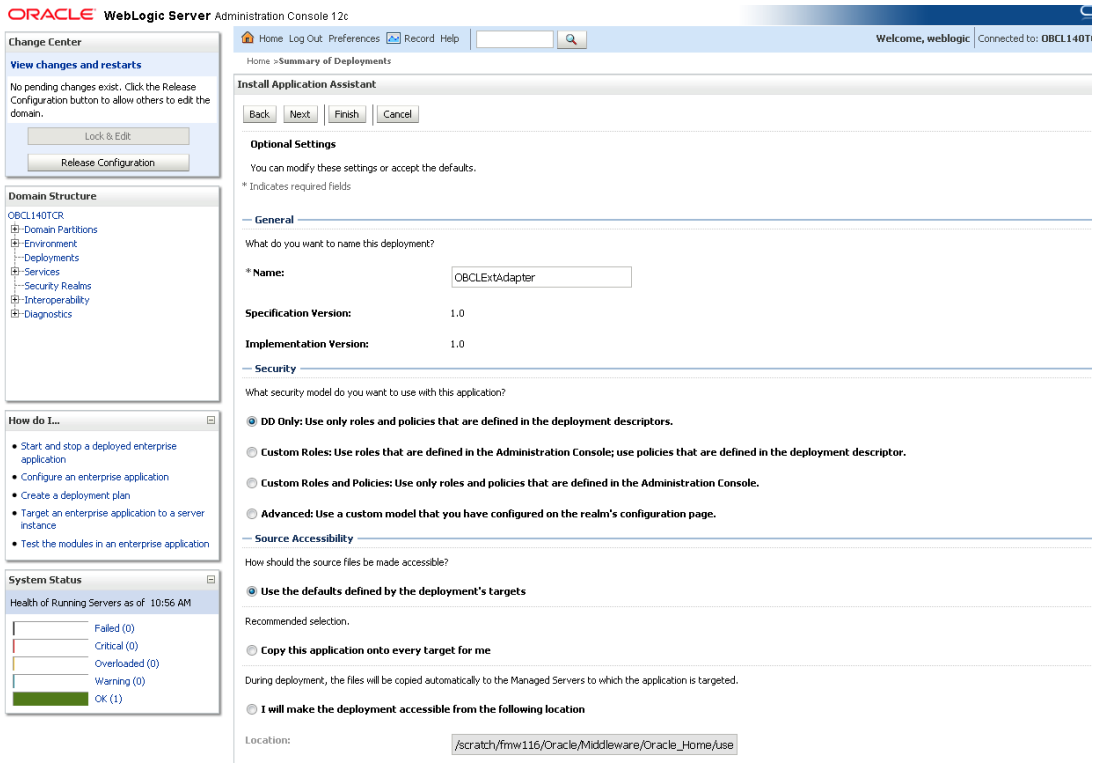 ORACLE WebLogic Server Administration Console 12c
Change Center
View changes and restarts
No pending changes exist. Click the Release
Configuration button to allow others to edit the
domain.
Lock & Edit
Release Configuration
Domain Structure
OBCL140TCR
Domain Partitions
Environment
Deployments
Services
Security Realms
Interoperability
Diagnostics
How do I...
Start and stop a deployed enterprise
application
Configure an enterprise application
Create a deployment plan
Target an enterprise application to a server
instance
Test the modules in an enterprise application
System Status
Health of Running Servers as of 10:56 AM
Failed (0)
Critical (0)
Overloaded (0)
Warning (0)
OK (1)
Home Log Out Preferences Record Help
Welcome, weblogic Connected to: OBCL140T
Home >Summary of Deployments
Install Application Assistant
Back Next Finish Cancel
Optional Settings
You can modify these settings or accept the defaults.
* Indicates required fields
General
What do you want to name this deployment?
* Name: OBCLExtAdapter
Specification Version: 1.0
Implementation Version: 1.0
Security
What security model do you want to use with this application?
DD Only: Use only roles and policies that are defined in the deployment descriptors.
Custom Roles: Use roles that are defined in the Administration Console; use policies that are defined in the deployment descriptor.
Custom Roles and Policies: Use only roles and policies that are defined in the Administration Console.
Advanced: Use a custom model that you have configured on the realm's configuration page.
Source Accessibility
How should the source files be made accessible?
Use the defaults defined by the deployment's targets
Recommended selection.
Copy this application onto every target for me
During deployment, the files will be copied automatically to the Managed Servers to which the application is targeted.
I will make the deployment accessible from the following location
Location: /scratch/fmw116/Oracle/Middleware/Oracle_Home/use